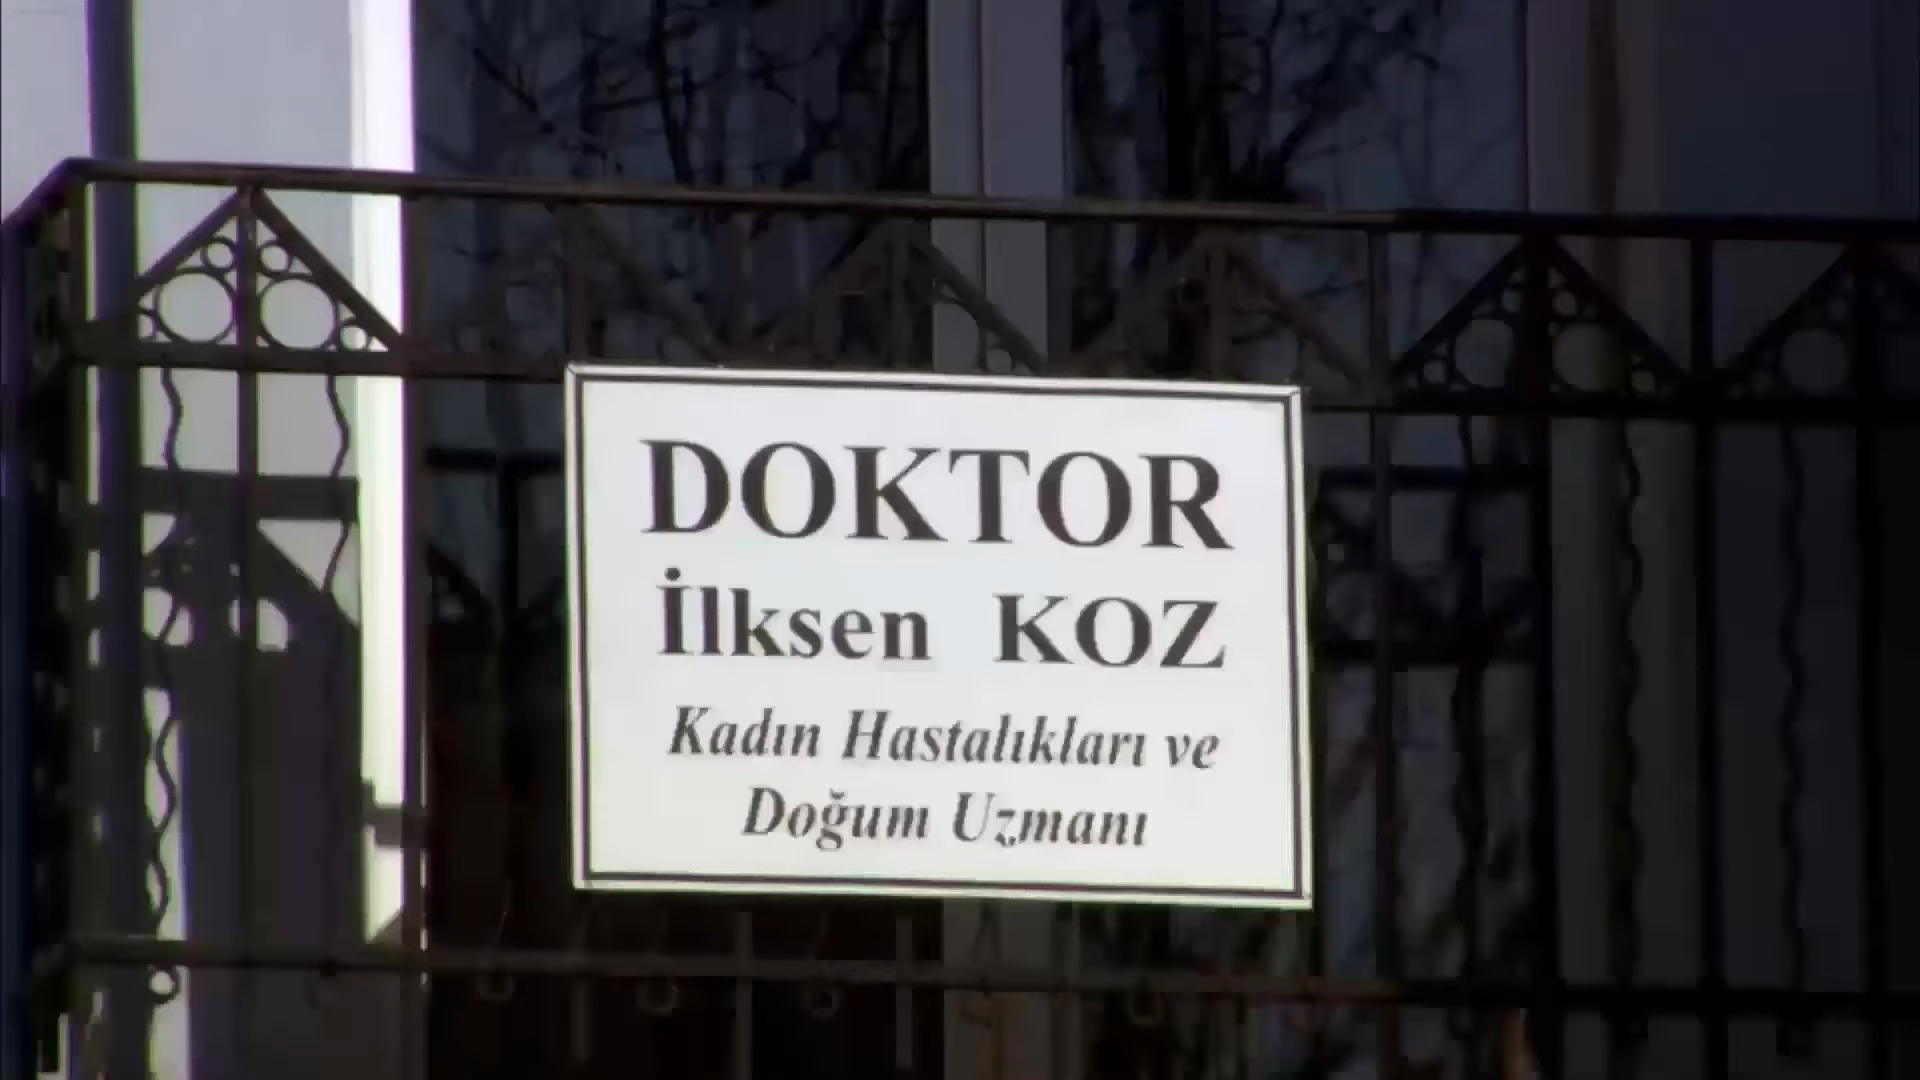 DOKTOR
İlksen KOZ
Kadın Hastalıkları ve
Doğum Uzmanı